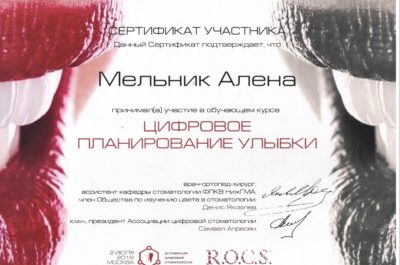 СЕРТИФИКАТ УЧАСТНИКА
Данный Сертификат подтверждает, что
Мельник Алена
принимал(а) участие в обучающем курсе
ЦИФРОВОЕ
ПЛАНИРОВАНИЕ УЛЫБКИ
врач-ортопед-хирург,
ассистент кафедры стоматологии ФПКВ НижГМА,
член Общества по изучению цвета в стоматологии
Денис Яковлев
к.м.н., президент Ассоциации цифровой стоматологии
Самвел Апресян
2 ИЮЛЯ
2016
МОСКВА
АССОЦИАЦИЯ
ЦИФРОВОЙ
СТОМАТОЛОГИИ
R.O.C.S.